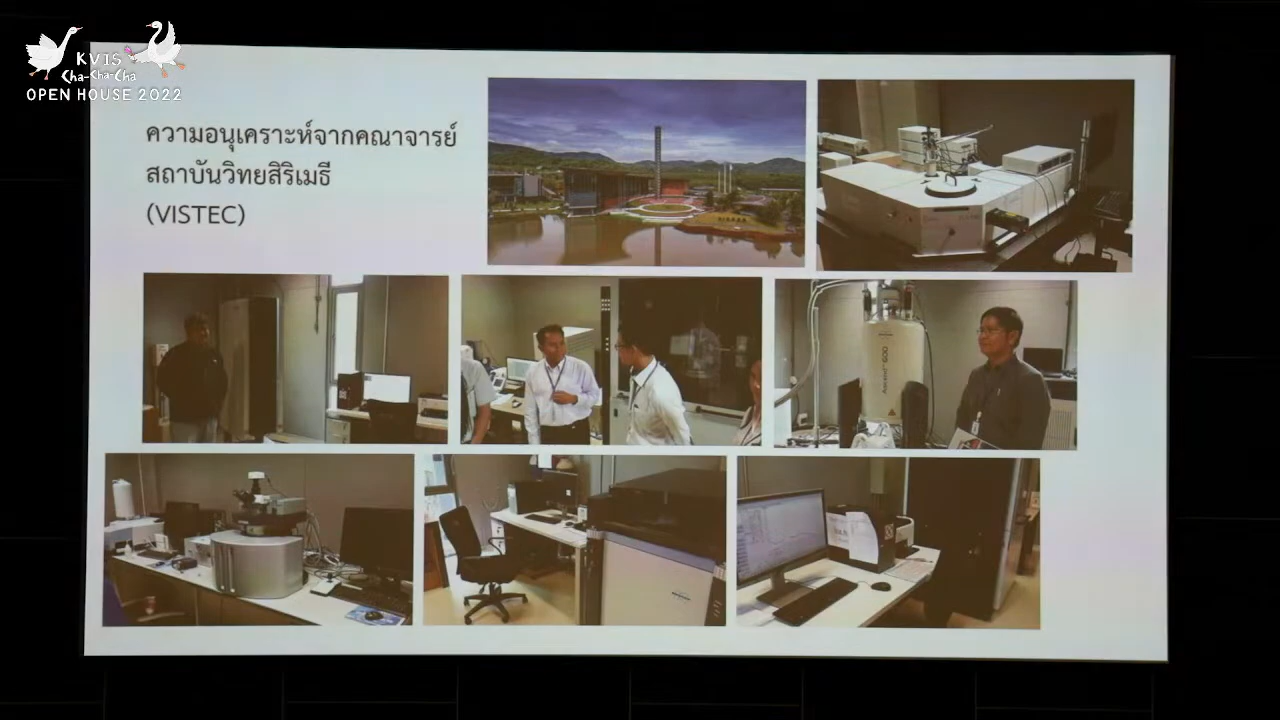 KVIS
Cha-Cha-Cha
OPEN HOUSE 2022
ความอนุเคราะห์จากคณาจารย์
สถาบันวิทยสิริเมธี
(VISTEC)
Ascend 600